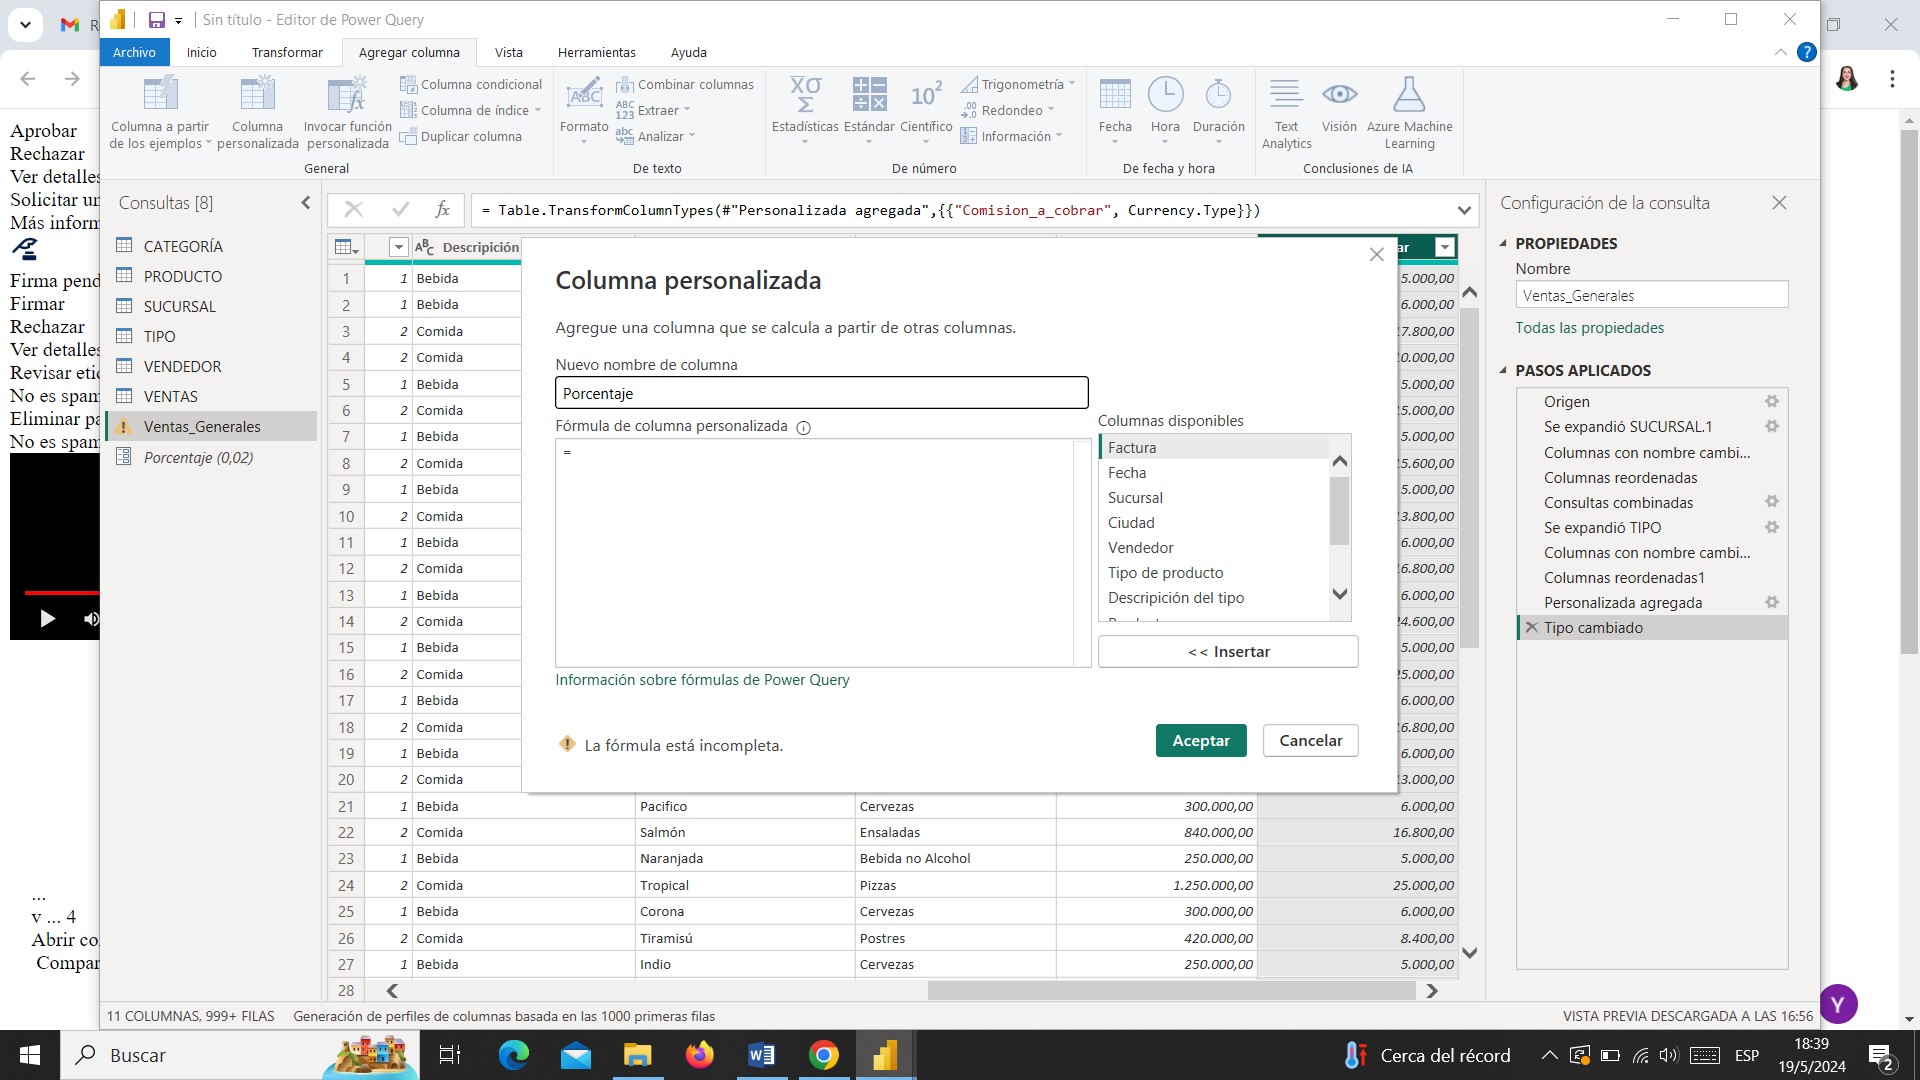 Sin título - Editor de Power Query
Archivo
Inicio
Transformar
Agregar columna
Vista
Herramientas
Ayuda
Columna a partir de los ejemplos
Columna personalizada
Invocar función personalizada
Columna condicional
Columna de índice
Duplicar columna
General
Formato
Combinar columnas
Extraer
Analizar
De texto
Estadísticas
Estándar
Científico
Trigonometría
Redondeo
Información
De número
Fecha
Hora
Duración
De fecha y hora
Text Analytics
Visión
Azure Machine Learning
Conclusiones de IA
Aprobar
Rechazar
Ver detalles
Solicitar un
Más inform
Firma pend
Firmar
Rechazar
Ver detalles
Revisar etiq
No es spam
Eliminar pa
No es spam
...
v ... 4
Abrir co
Compar
Consultas [8]
CATEGORÍA
PRODUCTO
SUCURSAL
TIPO
VENDEDOR
VENTAS
Ventas_Generales
Porcentaje (0,02)
= Table.TransformColumnTypes(#"Personalizada agregada",{{"Comision_a_cobrar", Currency.Type}})
Descripición
ar
1 1 Bebida 5.000,00
2 1 Bebida 6.000,00
3 2 Comida 7.800,00
4 2 Comida 0.000,00
5 1 Bebida 5.000,00
6 2 Comida 5.000,00
7 1 Bebida 5.000,00
8 2 Comida 5.600,00
9 1 Bebida 5.000,00
10 2 Comida 3.800,00
11 1 Bebida 6.000,00
12 2 Comida 6.800,00
13 1 Bebida 6.000,00
14 2 Comida 24.600,00
15 1 Bebida 5.000,00
16 2 Comida 25.000,00
17 1 Bebida 6.000,00
18 2 Comida 6.800,00
19 1 Bebida 6.000,00
20 2 Comida 3.000,00
21 1 Bebida Pacifico Cervezas 300.000,00 6.000,00
22 2 Comida Salmón Ensaladas 840.000,00 16.800,00
23 1 Bebida Naranjada Bebida no Alcohol 250.000,00 5.000,00
24 2 Comida Tropical Pizzas 1.250.000,00 25.000,00
25 1 Bebida Corona Cervezas 300.000,00 6.000,00
26 2 Comida Tiramisú Postres 420.000,00 8.400,00
27 1 Bebida Indio Cervezas 250.000,00 5.000,00
28
Columna personalizada
Agregue una columna que se calcula a partir de otras columnas.
Nuevo nombre de columna
Porcentaje
Fórmula de columna personalizada
=
Columnas disponibles
Factura
Fecha
Sucursal
Ciudad
Vendedor
Tipo de producto
Descripición del tipo
<< Insertar
Información sobre fórmulas de Power Query
La fórmula está incompleta.
Aceptar
Cancelar
Configuración de la consulta
PROPIEDADES
Nombre
Ventas_Generales
Todas las propiedades
PASOS APLICADOS
Origen
Se expandió SUCURSAL.1
Columnas con nombre cambi...
Columnas reordenadas
Consultas combinadas
Se expandió TIPO
Columnas con nombre cambi...
Columnas reordenadas1
Personalizada agregada
Tipo cambiado
11 COLUMNAS, 999+ FILAS
Generación de perfiles de columnas basada en las 1000 primeras filas
VISTA PREVIA DESCARGADA A LAS 16:56
Y
Buscar
Cerca del récord
ESP
18:39
19/5/2024
2